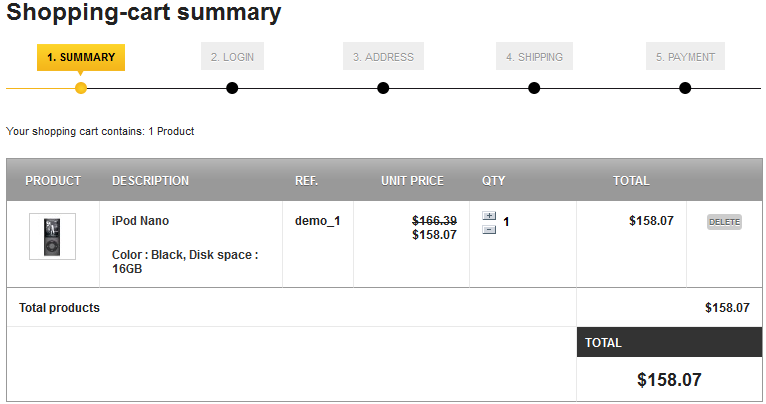 Shopping-cart summary
1. SUMMARY 2. LOGIN 3. ADDRESS 4. SHIPPING 5. PAYMENT
Your shopping cart contains: 1 Product
PRODUCT DESCRIPTION REF. UNIT PRICE QTY TOTAL
iPod Nano demo_1 $166.39 1 $158.07 DELETE
$158.07
Color : Black, Disk space :
16GB
Total products $158.07
TOTAL
$158.07